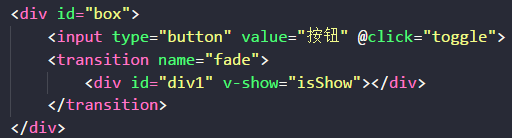 <div id="box">
<input type="button" value="按钮" @click="toggle">
<transition name="fade">
<div id="div1" v-show="isShow"></div>
</transition>
</div>